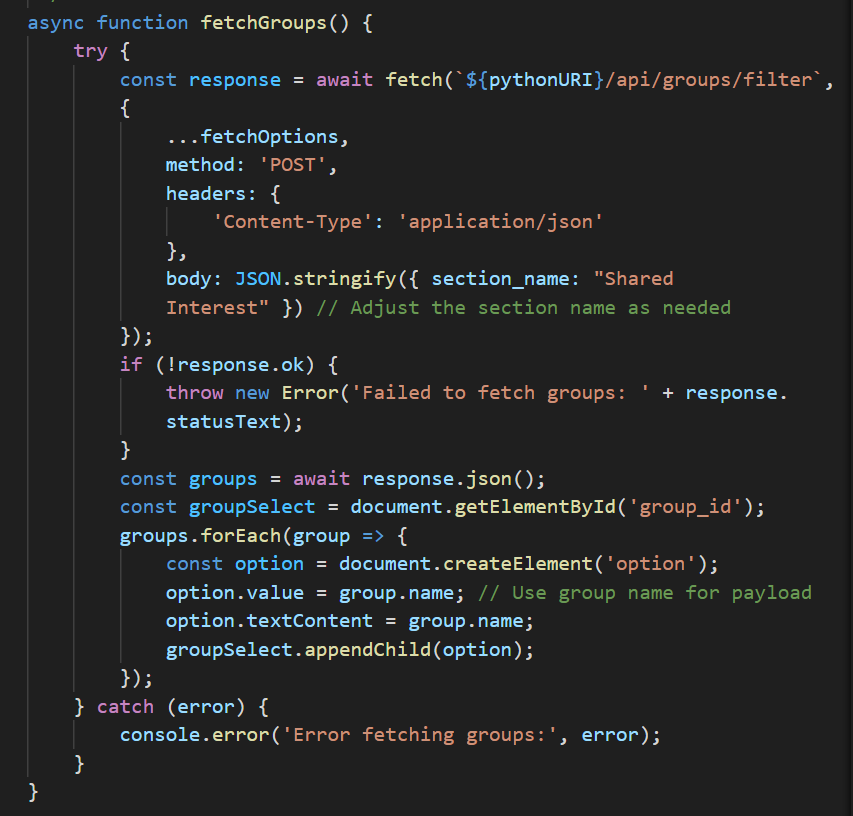 async function fetchGroups() {
    try {
        const response = await fetch(`${pythonURI}/api/groups/filter`,
        {
            ...fetchOptions,
            method: 'POST',
            headers: {
                'Content-Type': 'application/json'
            },
            body: JSON.stringify({ section_name: "Shared
            Interest" }) // Adjust the section name as needed
        });
        if (!response.ok) {
            throw new Error('Failed to fetch groups: ' + response.
            statusText);
        }
        const groups = await response.json();
        const groupSelect = document.getElementById('group_id');
        groups.forEach(group => {
            const option = document.createElement('option');
            option.value = group.name; // Use group name for payload
            option.textContent = group.name;
            groupSelect.appendChild(option);
        });
    } catch (error) {
        console.error('Error fetching groups:', error);
    }
}